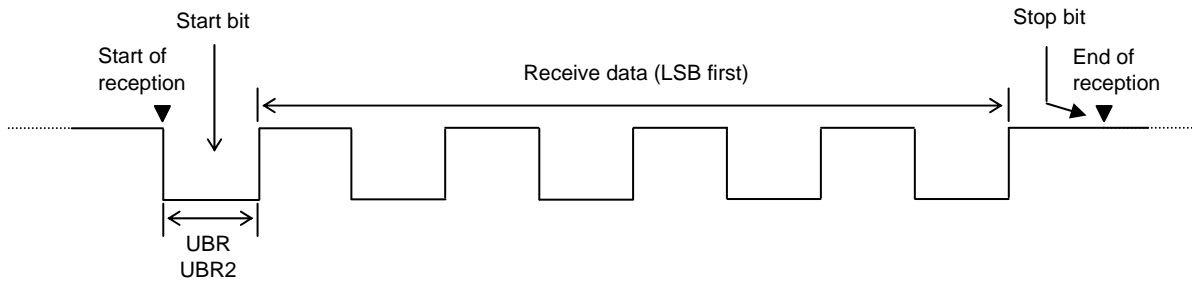 Start bit
Stop bit
Start of
reception
Receive data (LSB first)
End of
reception
UBR
UBR2